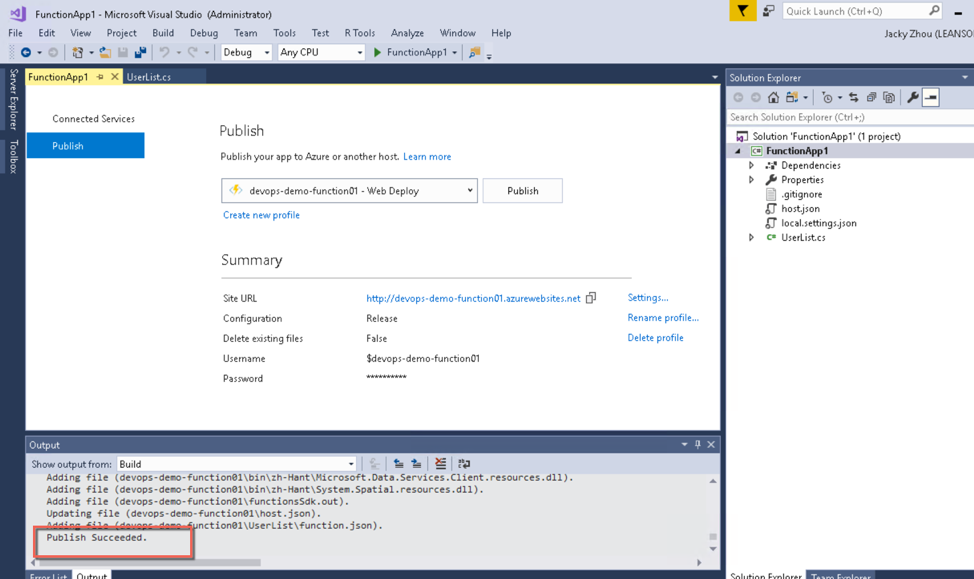 FunctionApp1 - Microsoft Visual Studio (Administrator)
Quick Launch (Ctrl+Q)
File Edit View Project Build Debug Team Tools Test R Tools Analyze Window Help
Jacky Zhou (LEANSO
Debug Any CPU FunctionApp1
Server Explorer
Toolbox
FunctionApp1 UserList.cs
Connected Services
Publish
Publish
Publish your app to Azure or another host. Learn more
devops-demo-function01 - Web Deploy
Publish
Create new profile
Summary
Site URL http://devops-demo-function01.azurewebsites.net Settings...
Configuration Release Rename profile...
Delete existing files False Delete profile
Username $devops-demo-function01
Password **********
Solution Explorer
Search Solution Explorer (Ctrl+;)
Solution 'FunctionApp1' (1 project)
FunctionApp1
Dependencies
Properties
.gitignore
host.json
local.settings.json
UserList.cs
Output
Show output from: Build
Adding file (devops-demo-function01\bin\zh-Hant\Microsoft.Data.Services.Client.resources.dll).
Adding file (devops-demo-function01\bin\zh-Hant\System.Spatial.resources.dll).
Adding file (devops-demo-function01\functionsSdk.out).
Updating file (devops-demo-function01\host.json).
Adding file (devops-demo-function01\UserList\function.json).
Publish Succeeded.
Error List Output
Solution Explorer Team Explorer